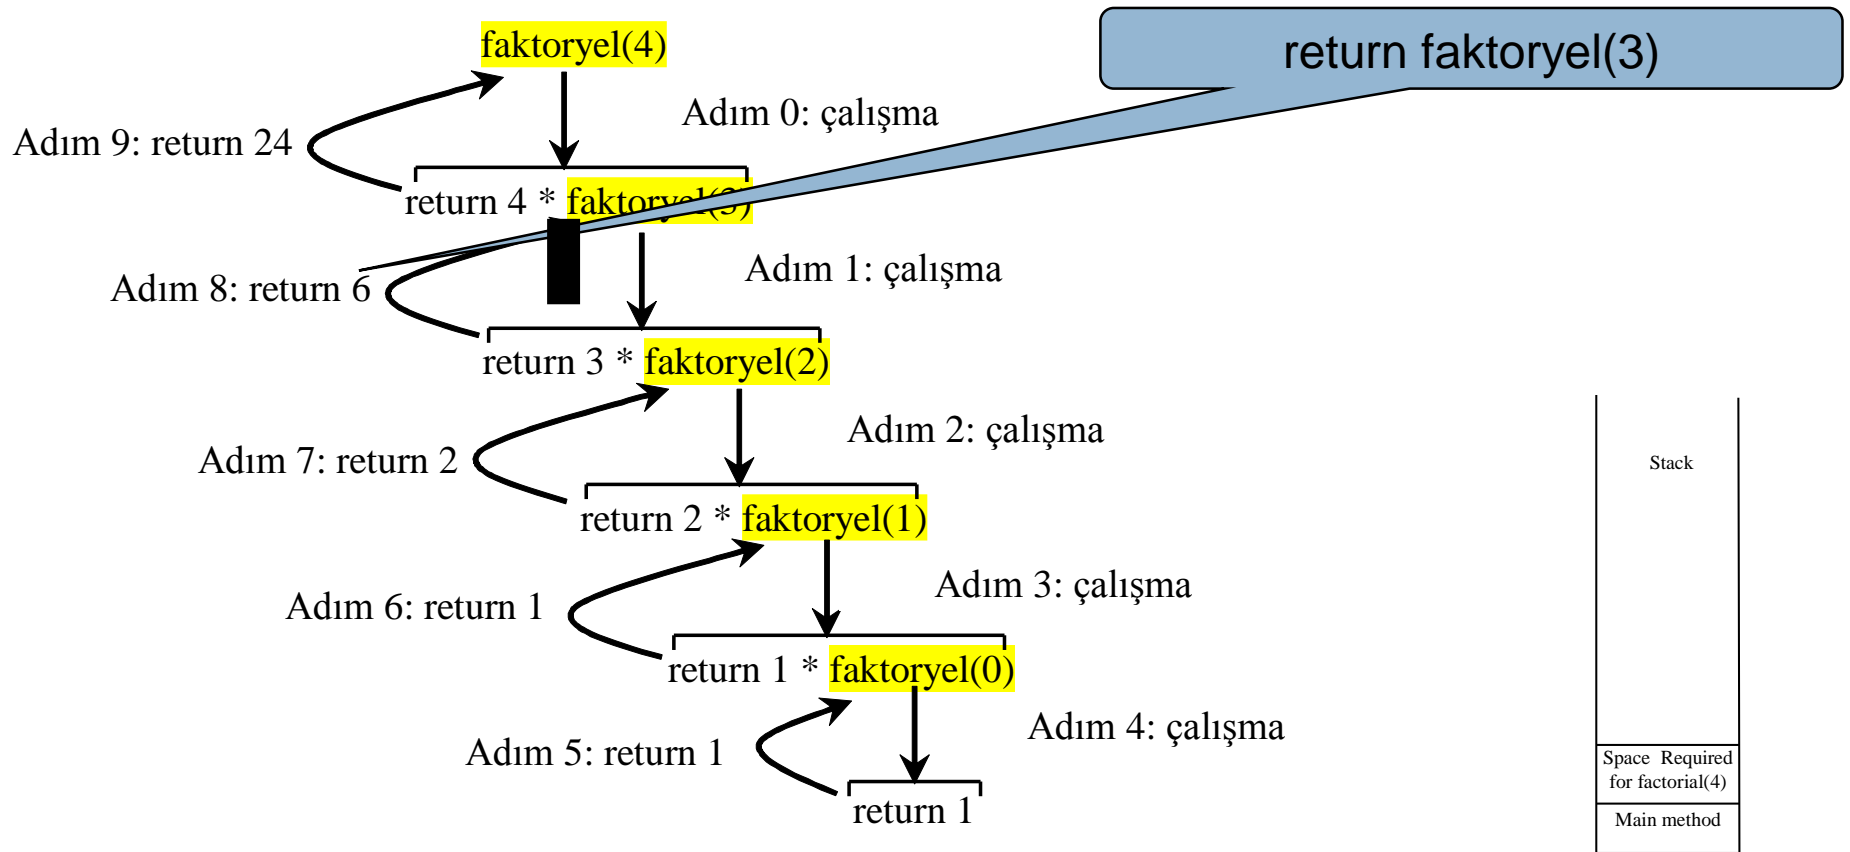 faktoryel(4)
return faktoryel(3)
Adım 0: çalışma
Adım 9: return 24
return 4 * faktoryel(3)
Adım 1: çalışma
Adım 8: return 6
return 3 * faktoryel(2)
Adım 2: çalışma
Adım 7: return 2
return 2 * faktoryel(1)
Adım 3: çalışma
Adım 6: return 1
return 1 * faktoryel(0)
Adım 4: çalışma
Adım 5: return 1
return 1
Stack
Space Required
for factorial(4)
Main method